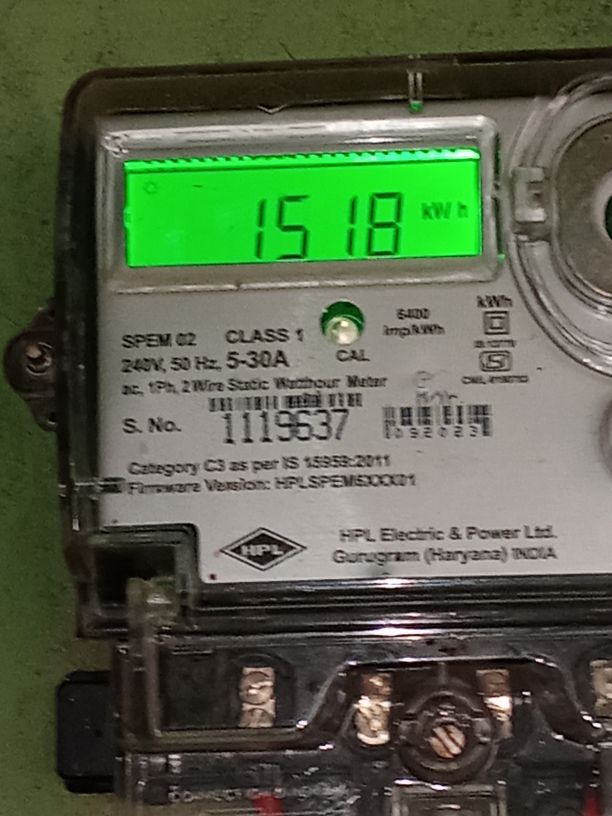 1518 kWh
SPEM 02 CLASS 1
240V, 50 Hz, 5-30A
CAL
6400
imp/kWh
kWh
ac, 1Ph, 2 Wire Static Watthour Meter
S. No. 1119637
092023
Category C3 as per IS 15959:2011
Firmware Version: HPLSPEM5XXX01
HPL
HPL Electric & Power Ltd.
Gurugram (Haryana) INDIA